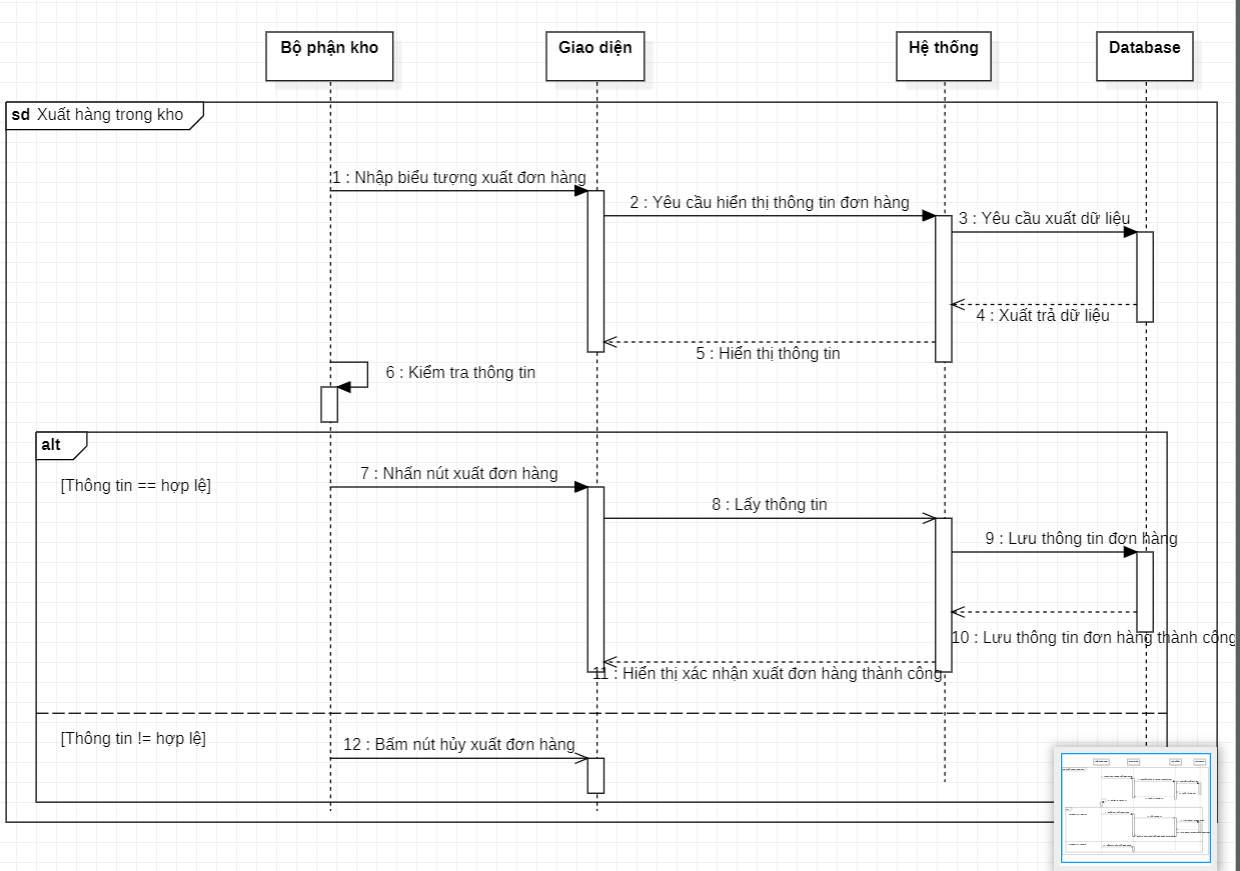 Bộ phận kho
Giao diện
Hệ thống
Database
sd Xuất hàng trong kho
1 : Nhập biểu tượng xuất đơn hàng
2 : Yêu cầu hiển thị thông tin đơn hàng
3 : Yêu cầu xuất dữ liệu
4 : Xuất trả dữ liệu
5 : Hiển thị thông tin
6 : Kiểm tra thông tin
alt
[Thông tin == hợp lệ]
7 : Nhấn nút xuất đơn hàng
8 : Lấy thông tin
9 : Lưu thông tin đơn hàng
10 : Lưu thông tin đơn hàng thành công
11 : Hiển thị xác nhận xuất đơn hàng thành công
[Thông tin != hợp lệ]
12 : Bấm nút hủy xuất đơn hàng